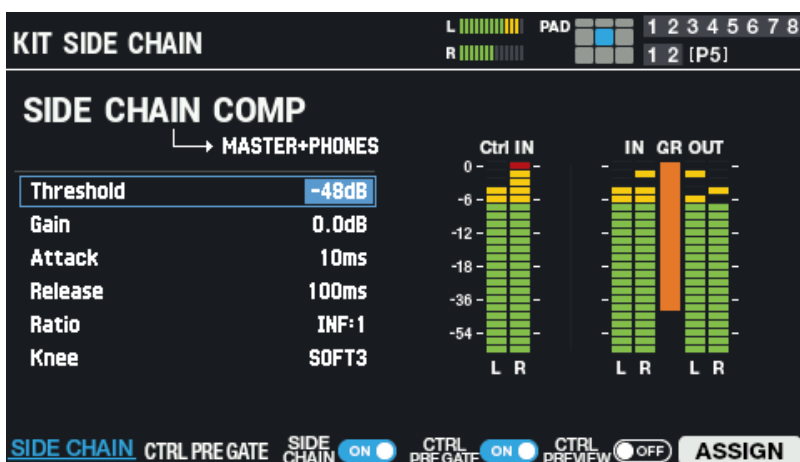 KIT SIDE CHAIN
L PAD 1 2 3 4 5 6 7 8
R 1 2 [P5]
SIDE CHAIN COMP
MASTER+PHONES
Ctrl IN IN GR OUT
0
Threshold -48dB
-6
Gain 0.0dB
-12
Attack 10ms
-18
Release 100ms
-36
Ratio INF:1
-54
Knee SOFT3
L R L R L R
SIDE CHAIN CTRL PRE GATE SIDE CHAIN ON CTRL PRE GATE ON CTRL PREVIEW OFF ASSIGN